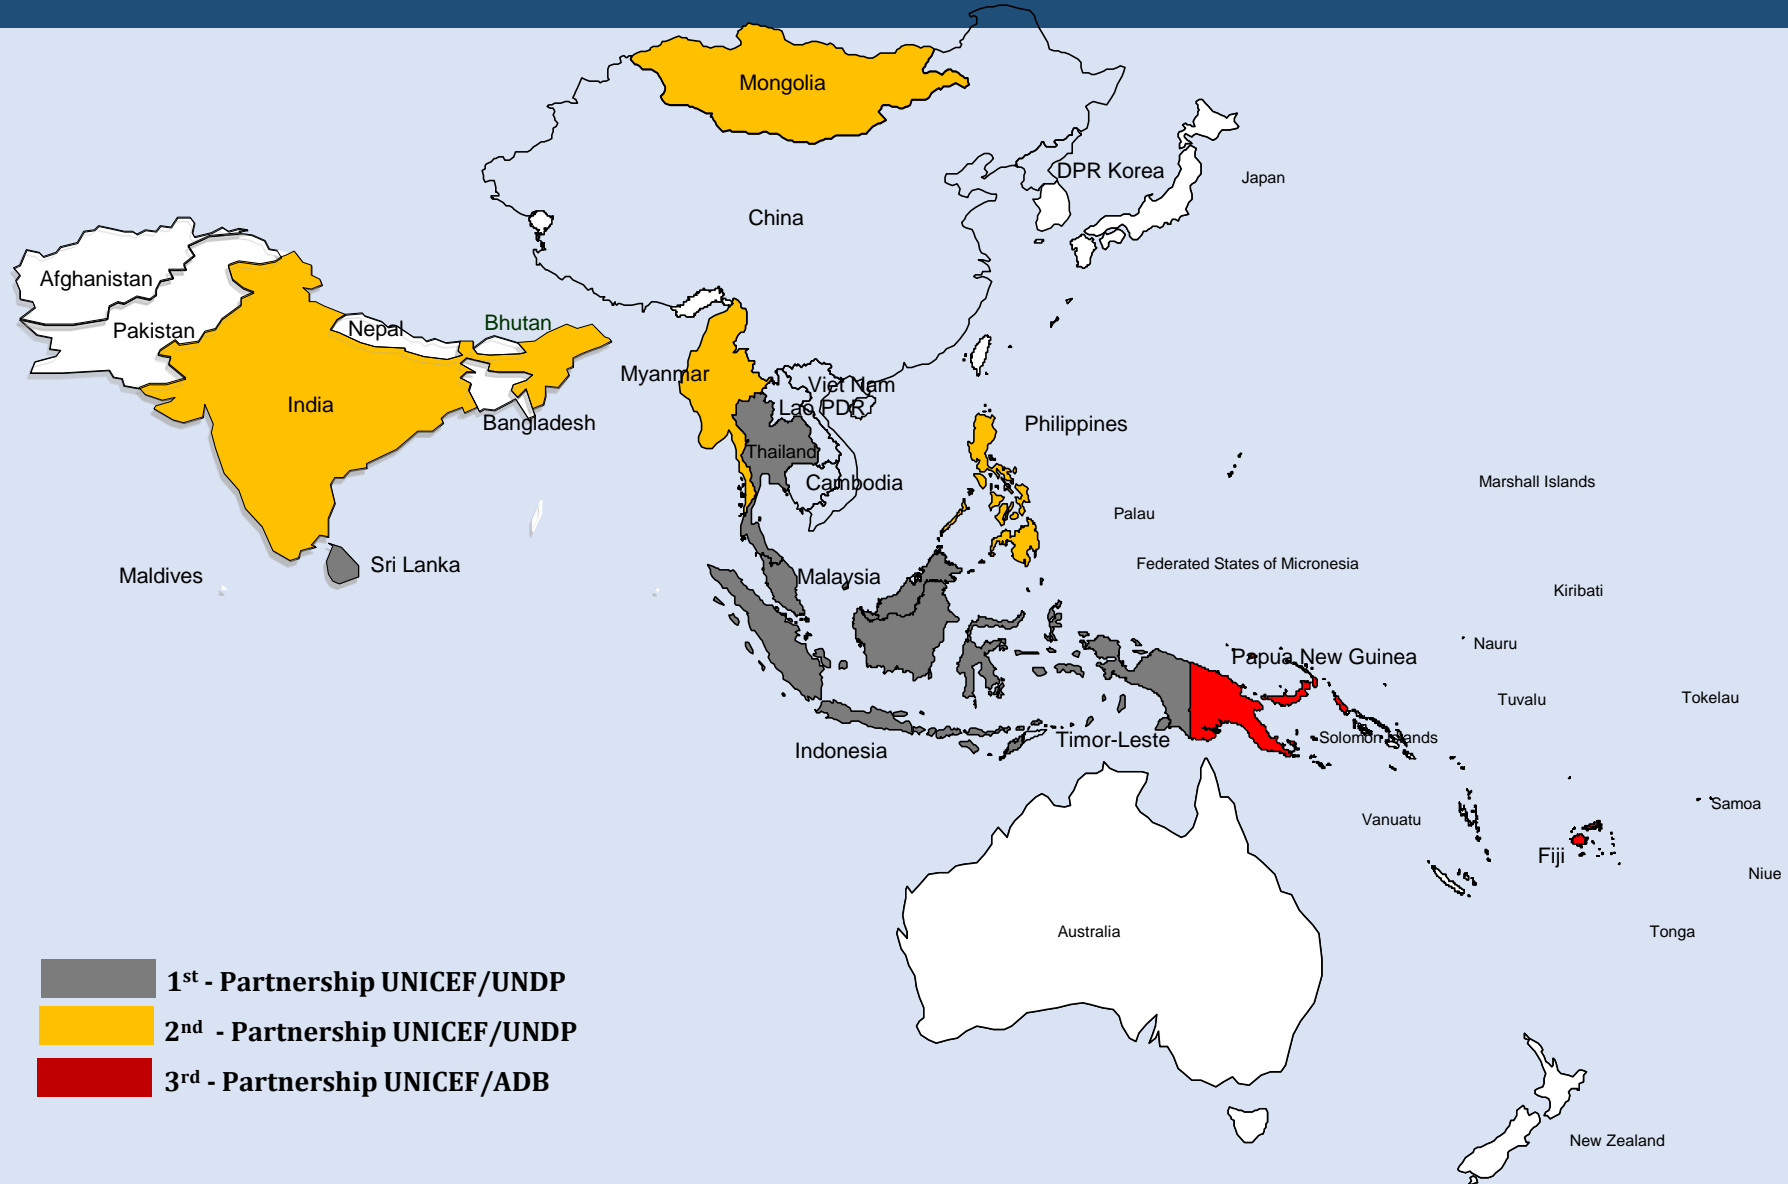 Mongolia
DPR Korea
Japan
China
Afghanistan
Pakistan
Nepal
Bhutan
Myanmar
Viet Nam
Lao PDR
India
Bangladesh
Philippines
Thailand
Cambodia
Marshall Islands
Palau
Sri Lanka
Federated States of Micronesia
Maldives
Malaysia
Kiribati
Nauru
Papua New Guinea
Tuvalu
Tokelau
Solomon Islands
Timor-Leste
Indonesia
Samoa
Vanuatu
Fiji
Niue
Australia
Tonga
1st - Partnership UNICEF/UNDP
2nd - Partnership UNICEF/UNDP
3rd - Partnership UNICEF/ADB
New Zealand